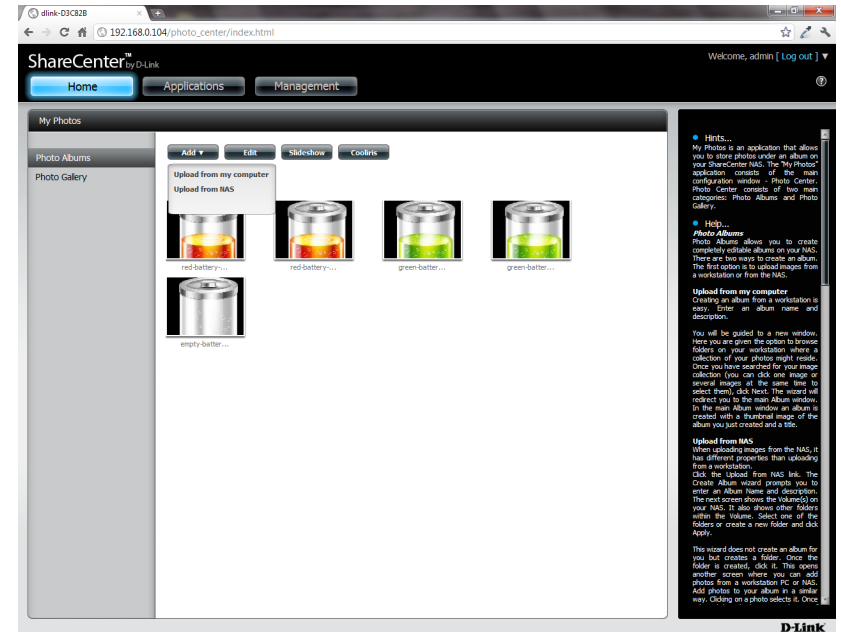 dlink-D3C82B
192.168.0.104/photo_center/index.html
ShareCenter™ by D-Link
Welcome, admin [ Log out ] ▼
Home
Applications
Management
My Photos
Photo Albums
Photo Gallery
Add ▼
Edit
Slideshow
Cooliris
Upload from my computer
Upload from NAS
red-battery-...
red-battery-...
green-batter...
green-batter...
empty-batter...
Hints...
My Photos is an application that allows
you to store photos under an album on
your ShareCenter NAS. The "My Photos"
application consists of the main
configuration window - Photo Center.
Photo Center consists of two main
categories: Photo Albums and Photo
Gallery.
Help...
Photo Albums
Photo Albums allows you to create
completely editable albums on your NAS.
There are two ways to create an album.
The first option is to upload images from
a workstation or from the NAS.
Upload from my computer
Creating an album from a workstation is
easy. Enter an album name and
description.
You will be guided to a new window.
Here you are given the option to browse
folders on your workstation where a
collection of your photos might reside.
Once you have searched for your image
collection (you can click one image or
several images at the same time to
select them), click Next. The wizard will
redirect you to the main Album window.
In the main Album window an album is
created with a thumbnail image of the
album you just created and a title.
Upload from NAS
When uploading images from the NAS, it
has different properties than uploading
from a workstation.
Click the Upload from NAS link. The
Create Album wizard prompts you to
enter an Album Name and description.
The next screen shows the Volume(s) on
your NAS. It also shows other folders
within the Volume. Select one of the
folders or create a new folder and click
Apply.
This wizard does not create an album for
you but creates a folder. Once the
folder is created, click it. This opens
another screen where you can add
photos from a workstation PC or NAS.
Add photos to your album in a similar
way. Clicking on a photo selects it. Once
D-Link